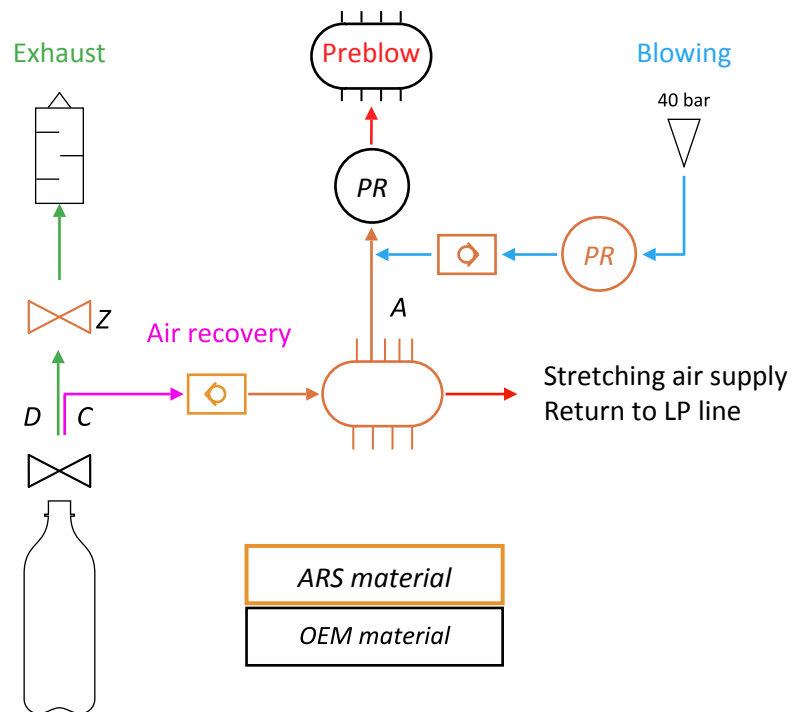 Exhaust
Preblow
Blowing
40 bar
PR
PR
Z
A
Air recovery
Stretching air supply
Return to LP line
D
C
ARS material
OEM material